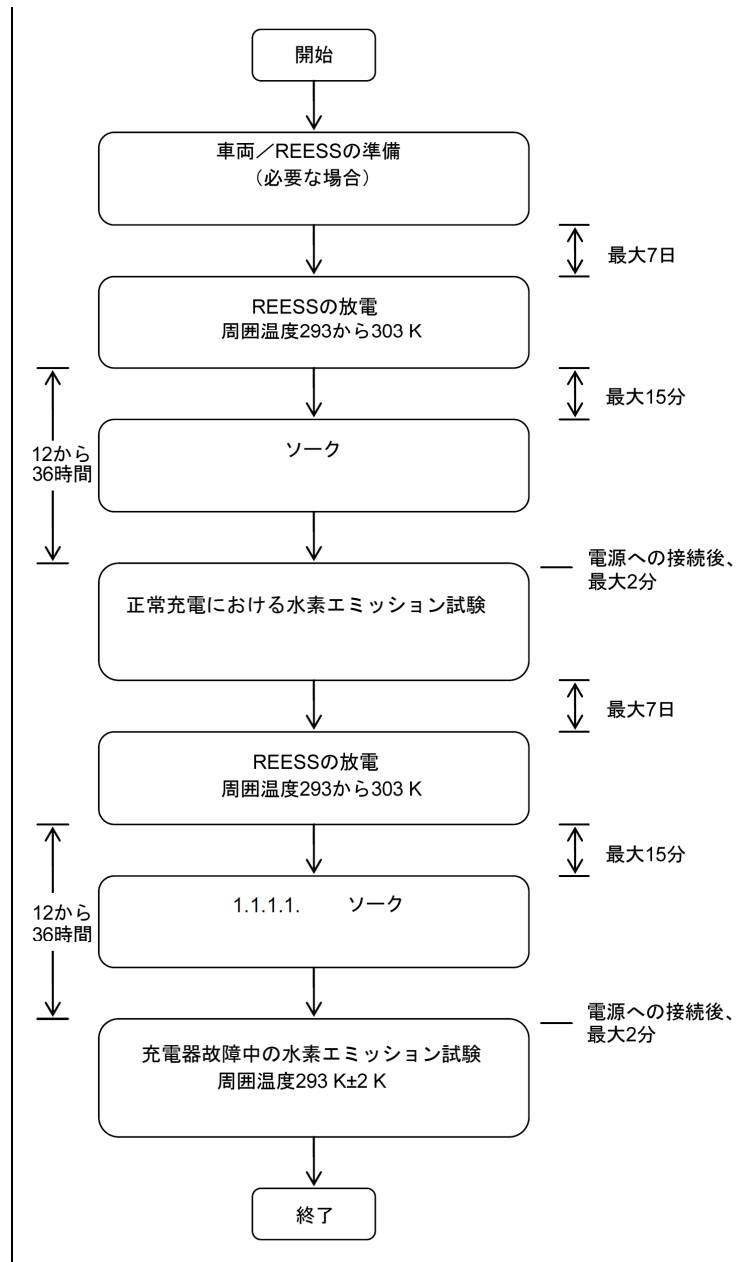 開始
車両／REESSの準備
（必要な場合）
最大7日
REESSの放電
周囲温度293から303 K
最大15分
12から
36時間
ソーク
電源への接続後、
最大2分
正常充電における水素エミッション試験
最大7日
REESSの放電
周囲温度293から303 K
最大15分
12から
36時間
1.1.1.1. ソーク
電源への接続後、
最大2分
充電器故障中の水素エミッション試験
周囲温度293 K±2 K
終了